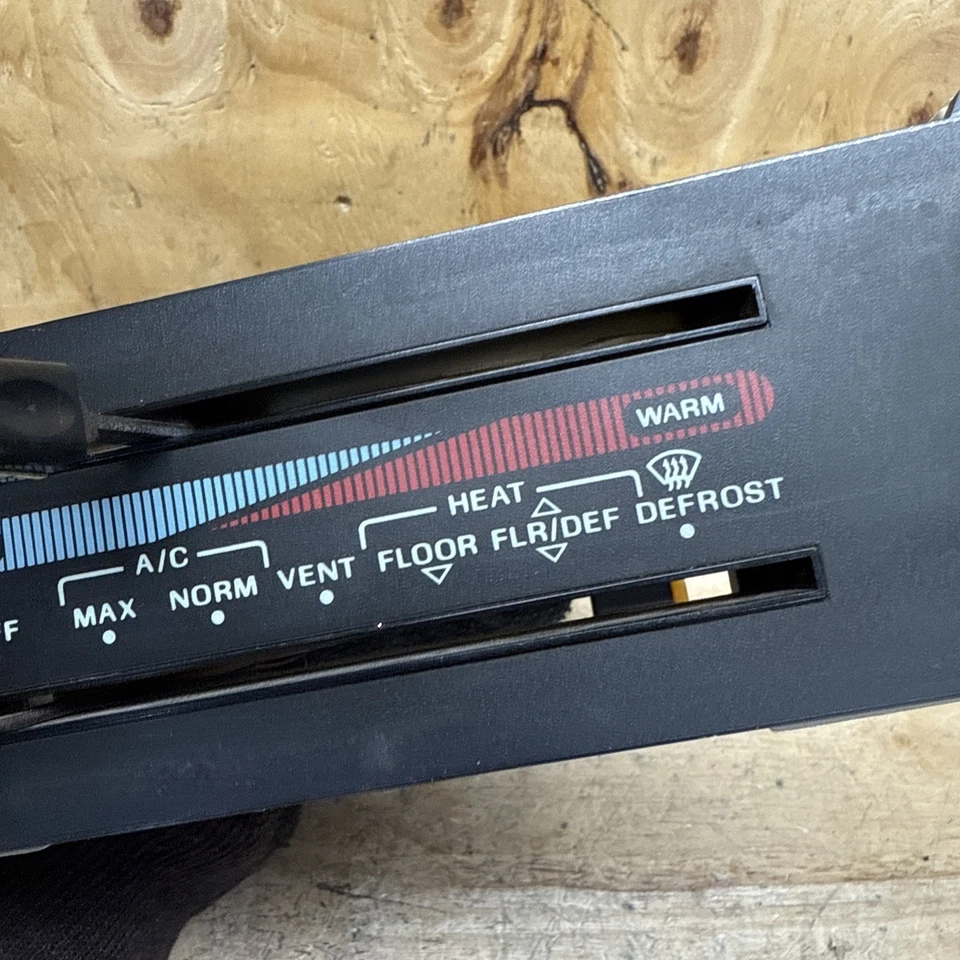 WARM
HEAT
A/C
MAX NORM VENT FLOOR FLR/DEF DEFROST